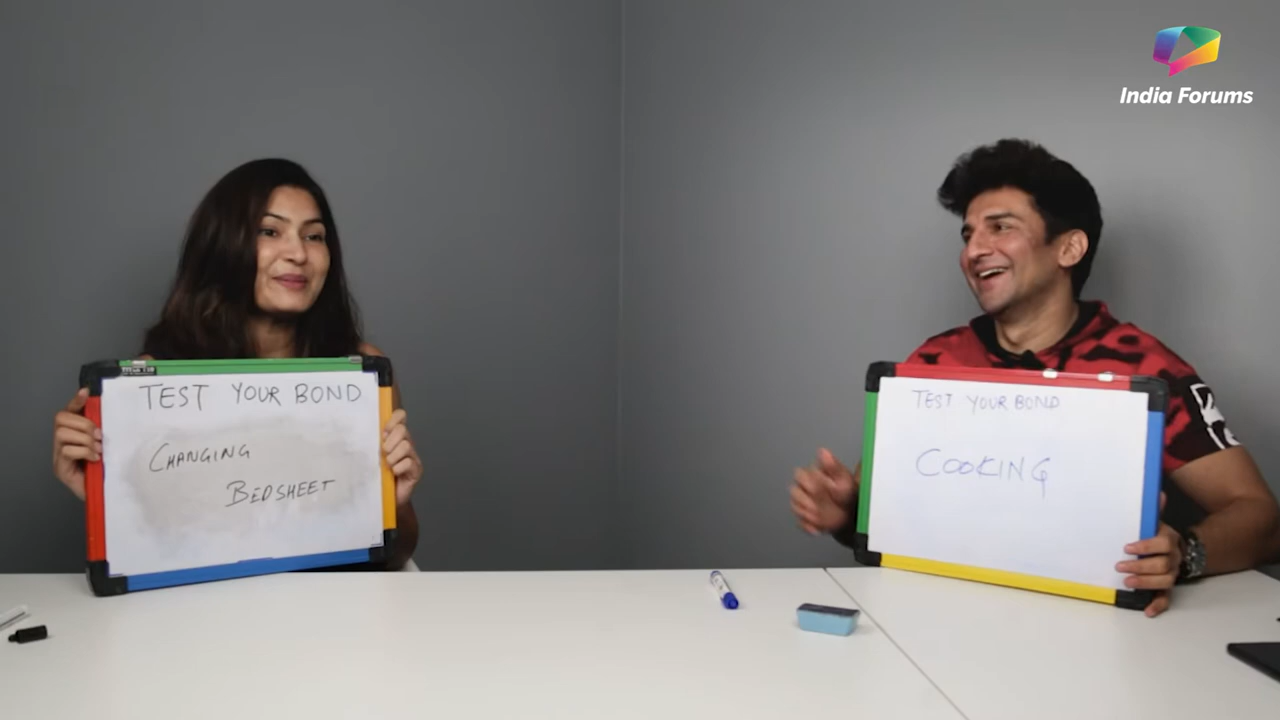 India Forums
TEST YOUR BOND
CHANGING
BEDSHEET
TEST YOUR BOND
COOKING